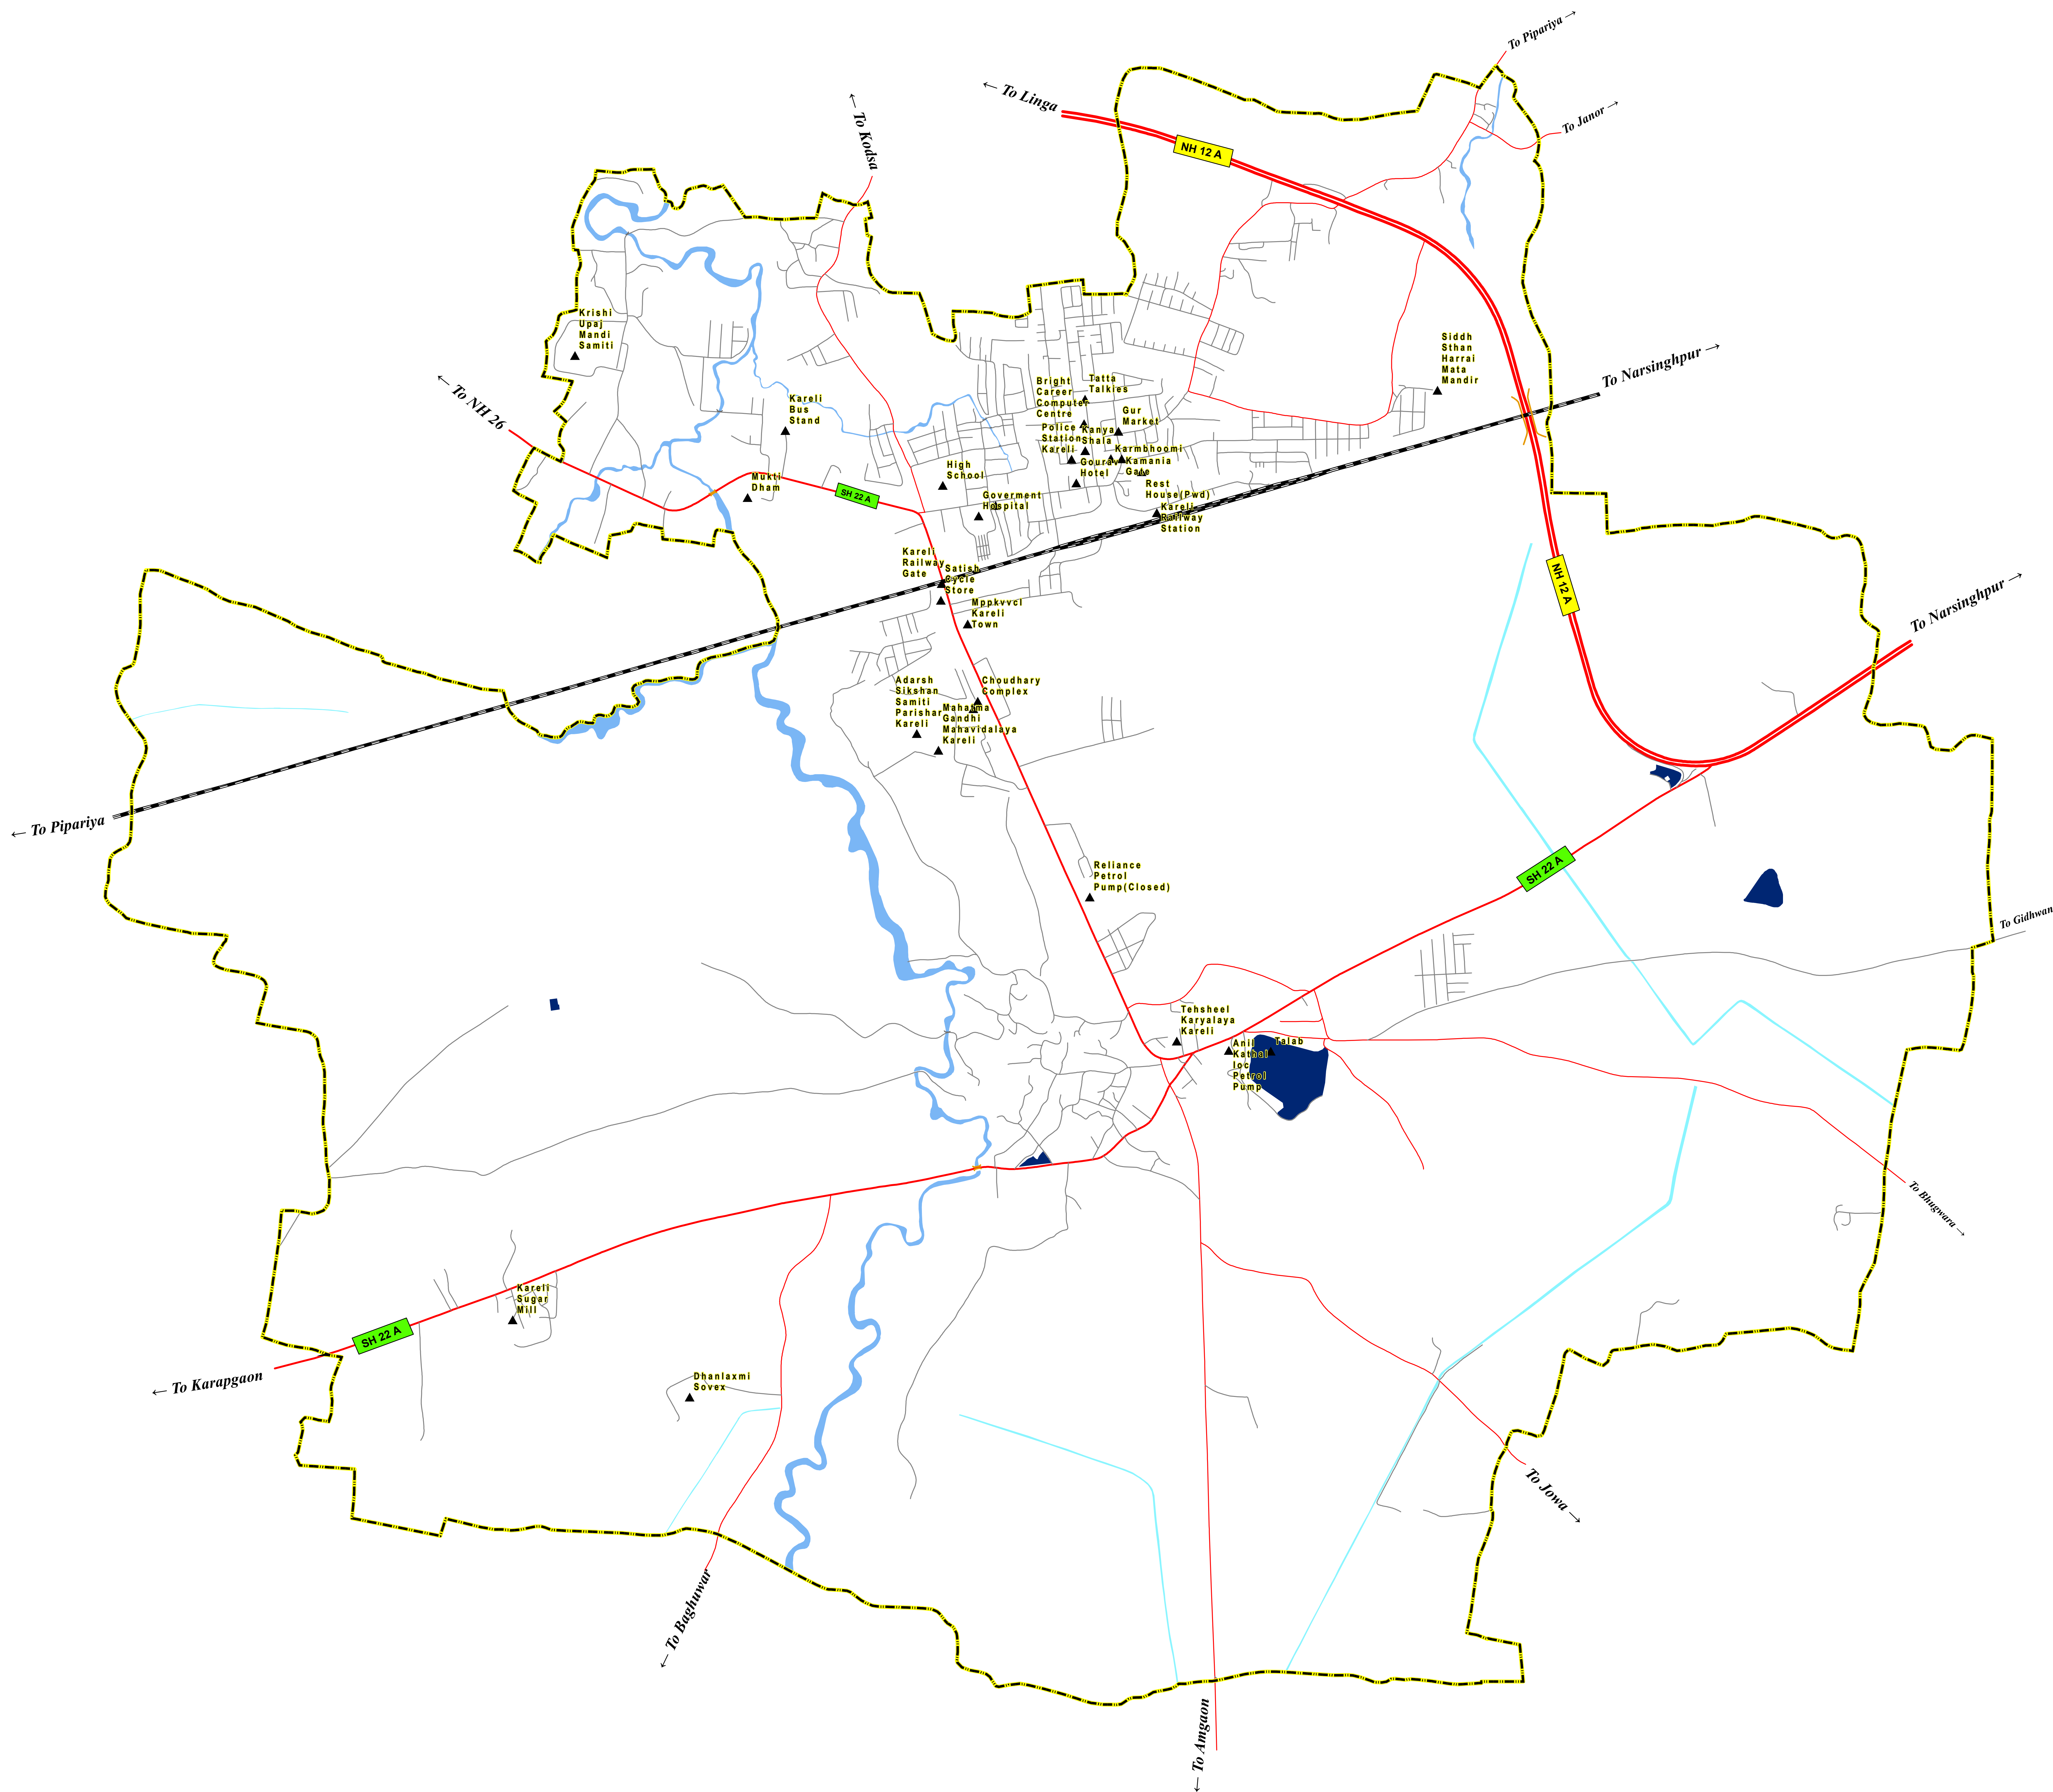 To Pipariya →
← To Linga
To Janor →
← To Kodsa
NH 12 A
Krishi
Upaj
Mandi
Samiti
Siddh
Sthan
Harrai
Mata
Mandir
To Narsinghpur →
← To NH 26
Kareli
Bus
Stand
Bright
Career
Computer
Centre
Tatta
Talkies
Gur
Market
Police
Station
Kareli
Kanya
Shala
Karmbhoomi
Kamania
Gate
Gourav
Hotel
High
School
Mukti
Dham
SH 22 A
Goverment
Hospital
Rest
House(Pwd)
Kareli
Railway
Station
Kareli
Railway
Gate
Satish
Cycle
Store
Mppkvvcl
Kareli
Town
NH 12 A
To Narsinghpur →
Adarsh
Sikshan
Samiti
Parishar
Kareli
Choudhary
Complex
Mahatma
Gandhi
Mahavidalaya
Kareli
← To Pipariya
Reliance
Petrol
Pump(Closed)
SH 22 A
To Gidhwan
Tehsheel
Karyalaya
Kareli
Anil
Kathal
Ioc
Petrol
Pump
Talab
To Bhugwara →
Kareli
Sugar
Mill
SH 22 A
← To Karapgaon
Dhanlaxmi
Sovex
To Jowa →
← To Baghuwar
← To Amgaon